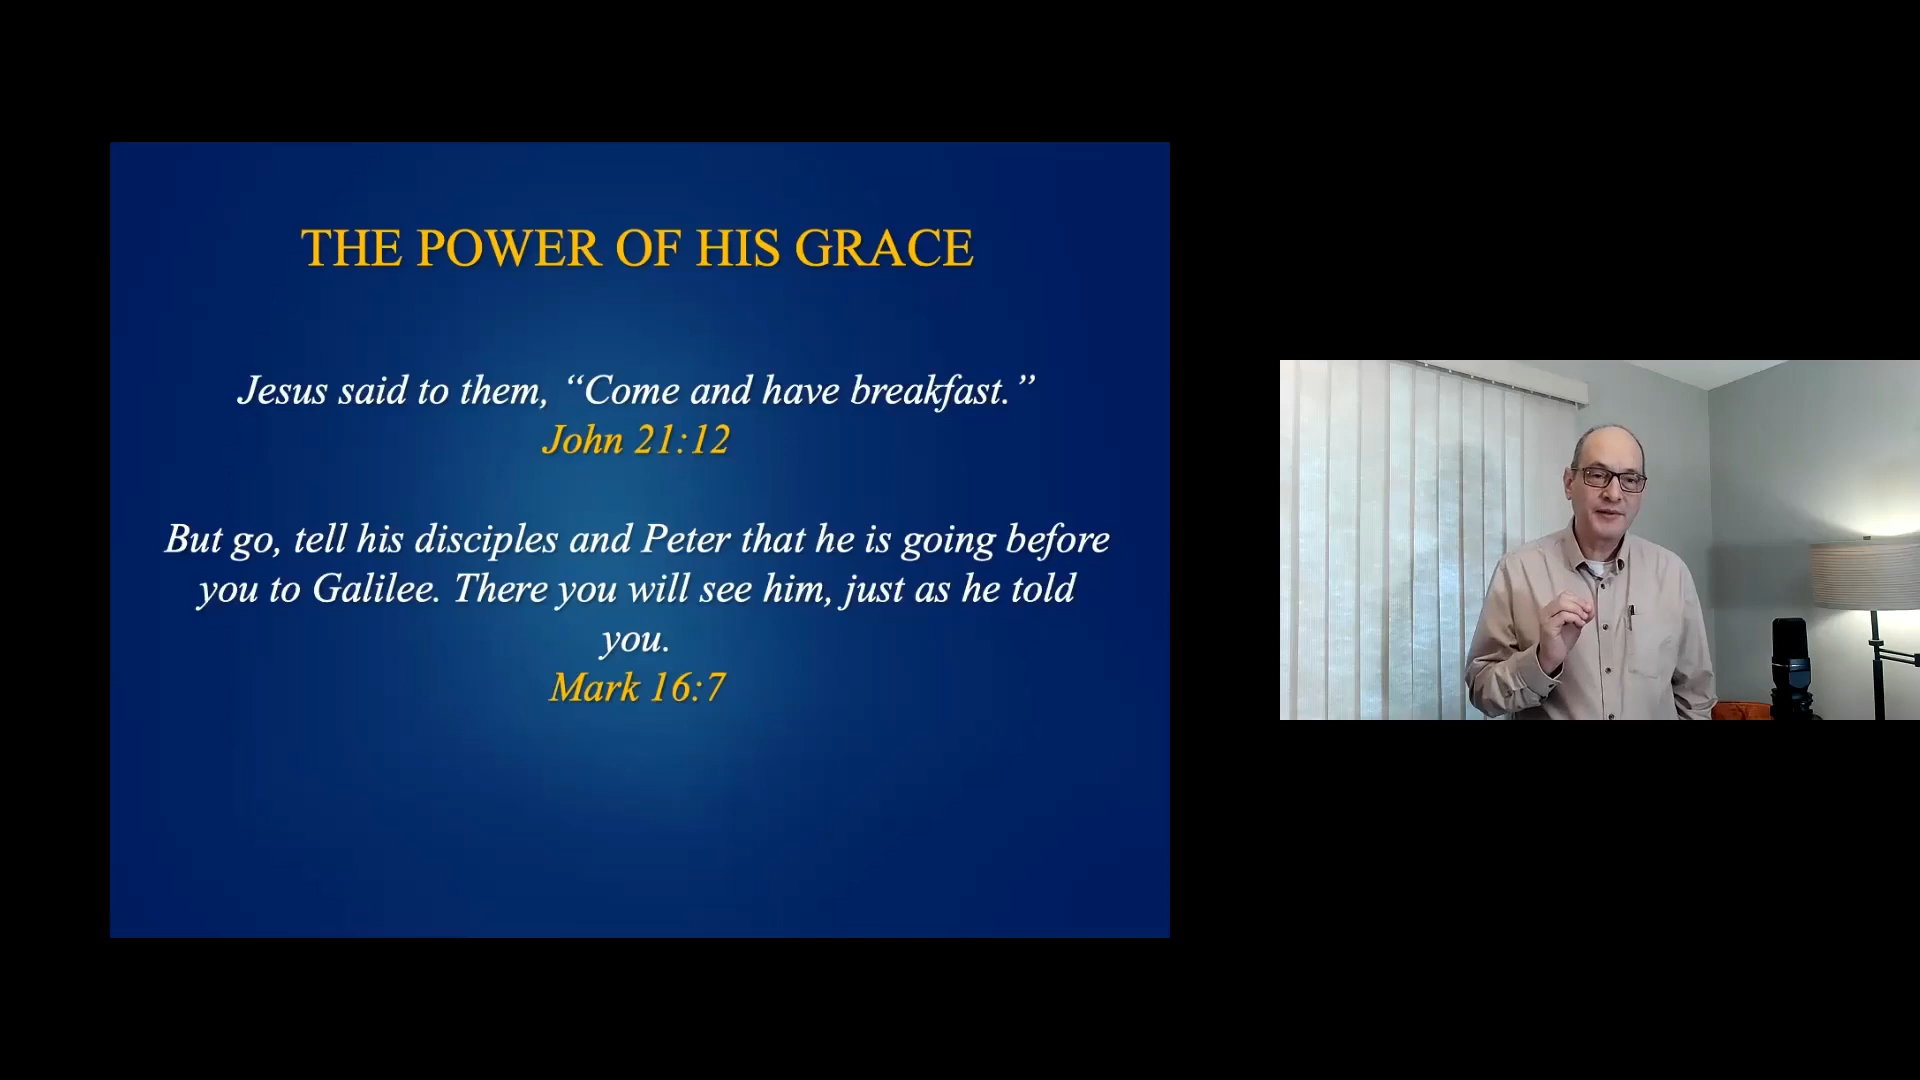 THE POWER OF HIS GRACE
Jesus said to them, “Come and have breakfast.”
John 21:12
But go, tell his disciples and Peter that he is going before
you to Galilee. There you will see him, just as he told
you.
Mark 16:7